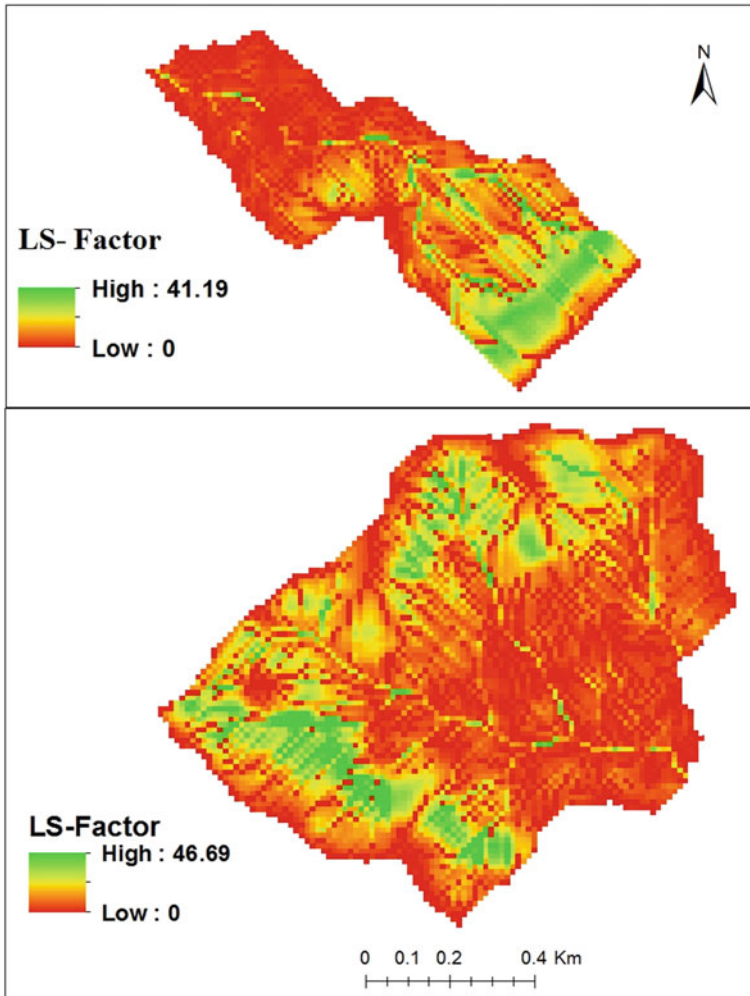 N
LS- Factor
High : 41.19
Low : 0
LS-Factor
High : 46.69
Low : 0
0 0.1 0.2 0.4 Km